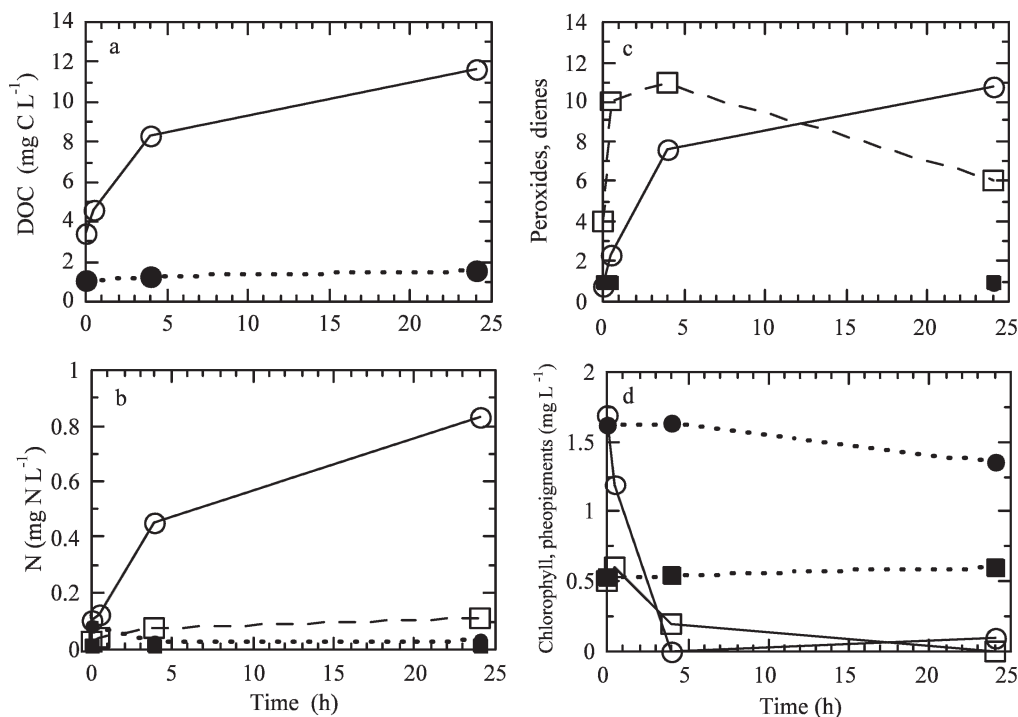 a
DOC (mg C L⁻¹)
14
12
10
8
6
4
2
0
0 5 10 15 20 25
c
Peroxides, dienes
14
12
10
8
6
4
2
0
0 5 10 15 20 25
b
N (mg N L⁻¹)
1
0.8
0.6
0.4
0.2
0
0 5 10 15 20 25
Time (h)
d
Chlorophyll, pheopigments (mg L⁻¹)
2
1.5
1
0.5
0
0 5 10 15 20 25
Time (h)